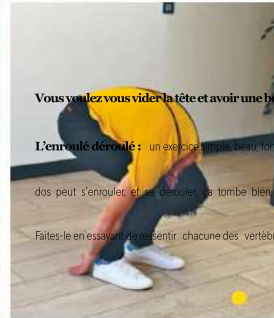 Vous voulez vous vider la tête et avoir une
L'enroulé déroulé : un exercice simple, beau,
dos peut s'enrouler, et se dérouler, ça tombe bien,
Faites-le en essayant de ressentir chacune des